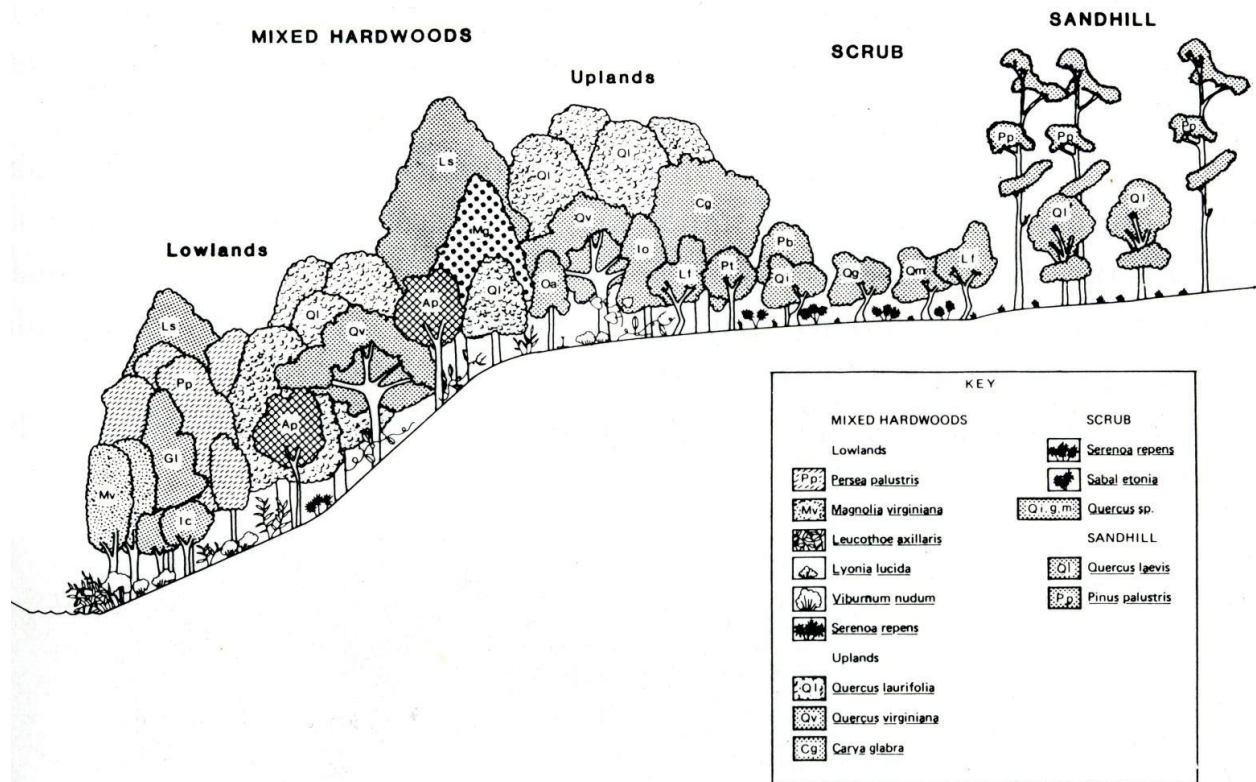 MIXED HARDWOODS
SANDHILL
SCRUB
Uplands
Lowlands
Ls
Ql
Ql
Mg
Qv
Cg
Io
Lf
Pt
Pb
Qi
Qg
Qm
Lf
Pp
Pp
Pp
Ql
Ql
Ls
Ql
Qv
Ap
Ql
Oa
Pp
Ap
Gl
Mv
Ic
KEY
MIXED HARDWOODS
Lowlands
Pp Persea palustris
Mv Magnolia virginiana
Leucothoe axillaris
Lyonia lucida
Viburnum nudum
Serenoa repens
Uplands
Ql Quercus laurifolia
Qv Quercus virginiana
Cg Carya glabra
SCRUB
Serenoa repens
Sabal etonia
Qi.g.m Quercus sp.
SANDHILL
Ql Quercus laevis
Pp Pinus palustris